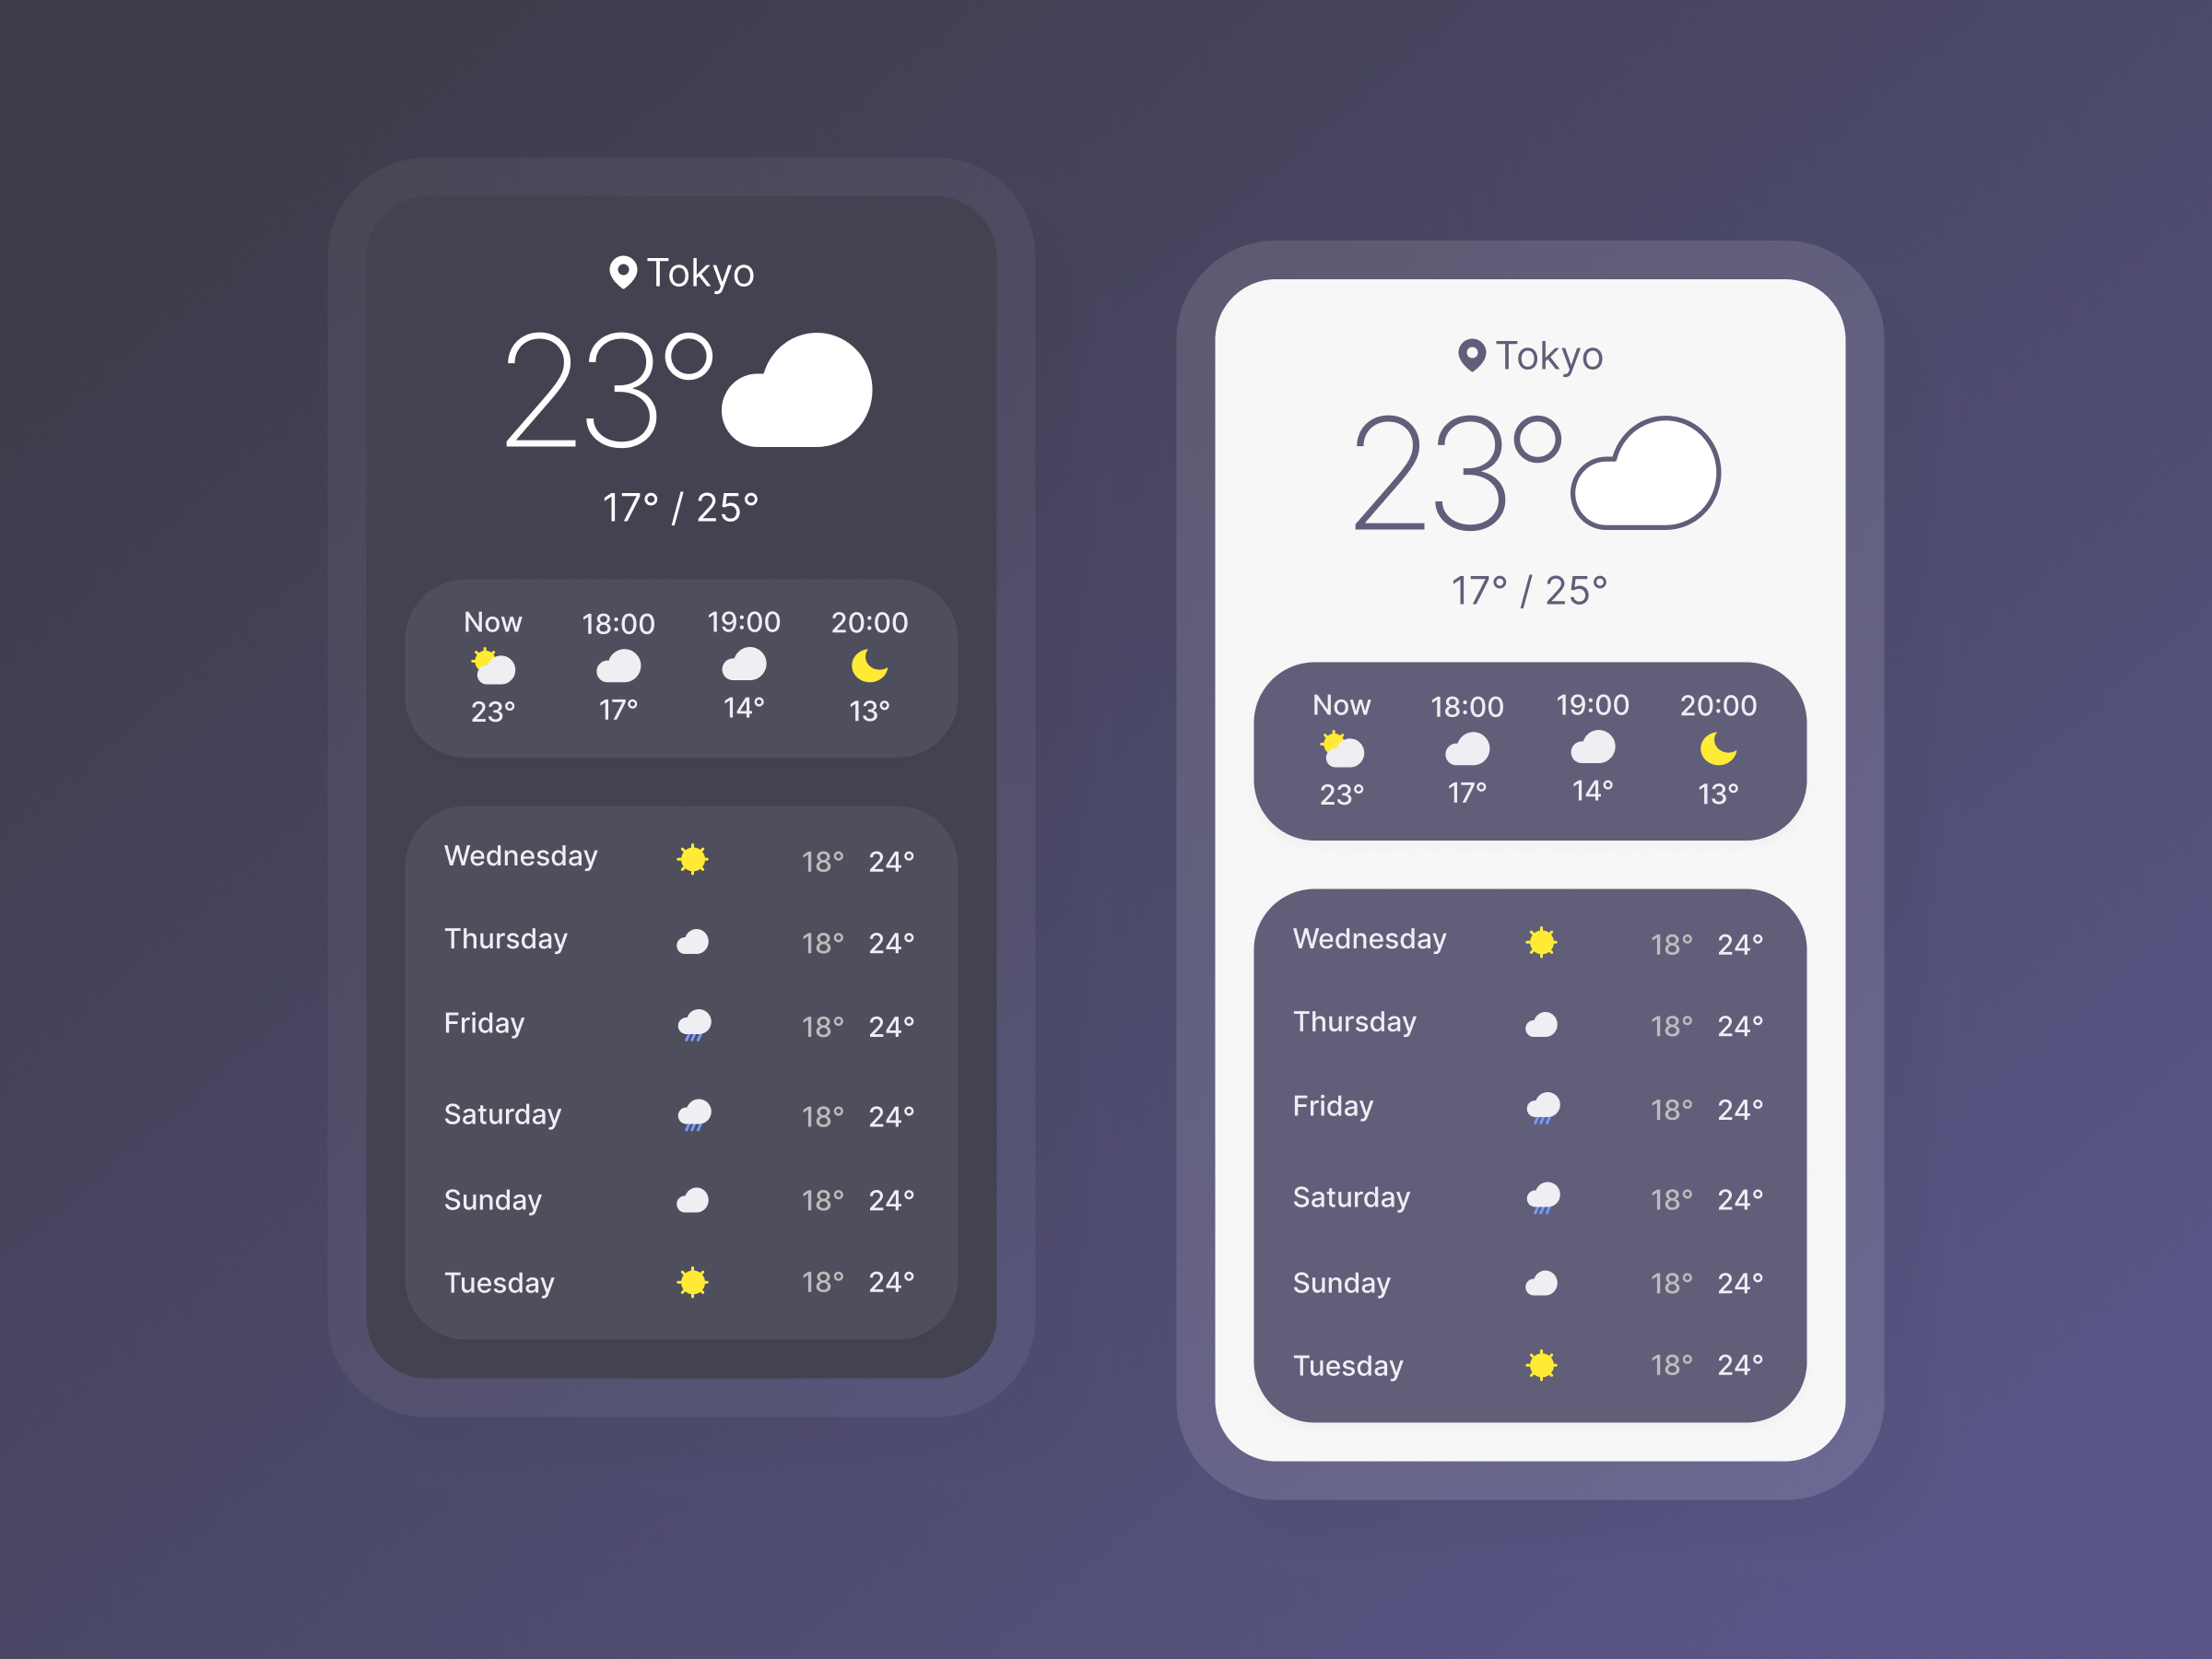 Tokyo
23°
17° / 25°
Now 18:00 19:00 20:00
23° 17° 14° 13°
Wednesday 18° 24°
Thursday 18° 24°
Friday 18° 24°
Saturday 18° 24°
Sunday 18° 24°
Tuesday 18° 24°
Tokyo
23°
17° / 25°
Now 18:00 19:00 20:00
23° 17° 14° 13°
Wednesday 18° 24°
Thursday 18° 24°
Friday 18° 24°
Saturday 18° 24°
Sunday 18° 24°
Tuesday 18° 24°